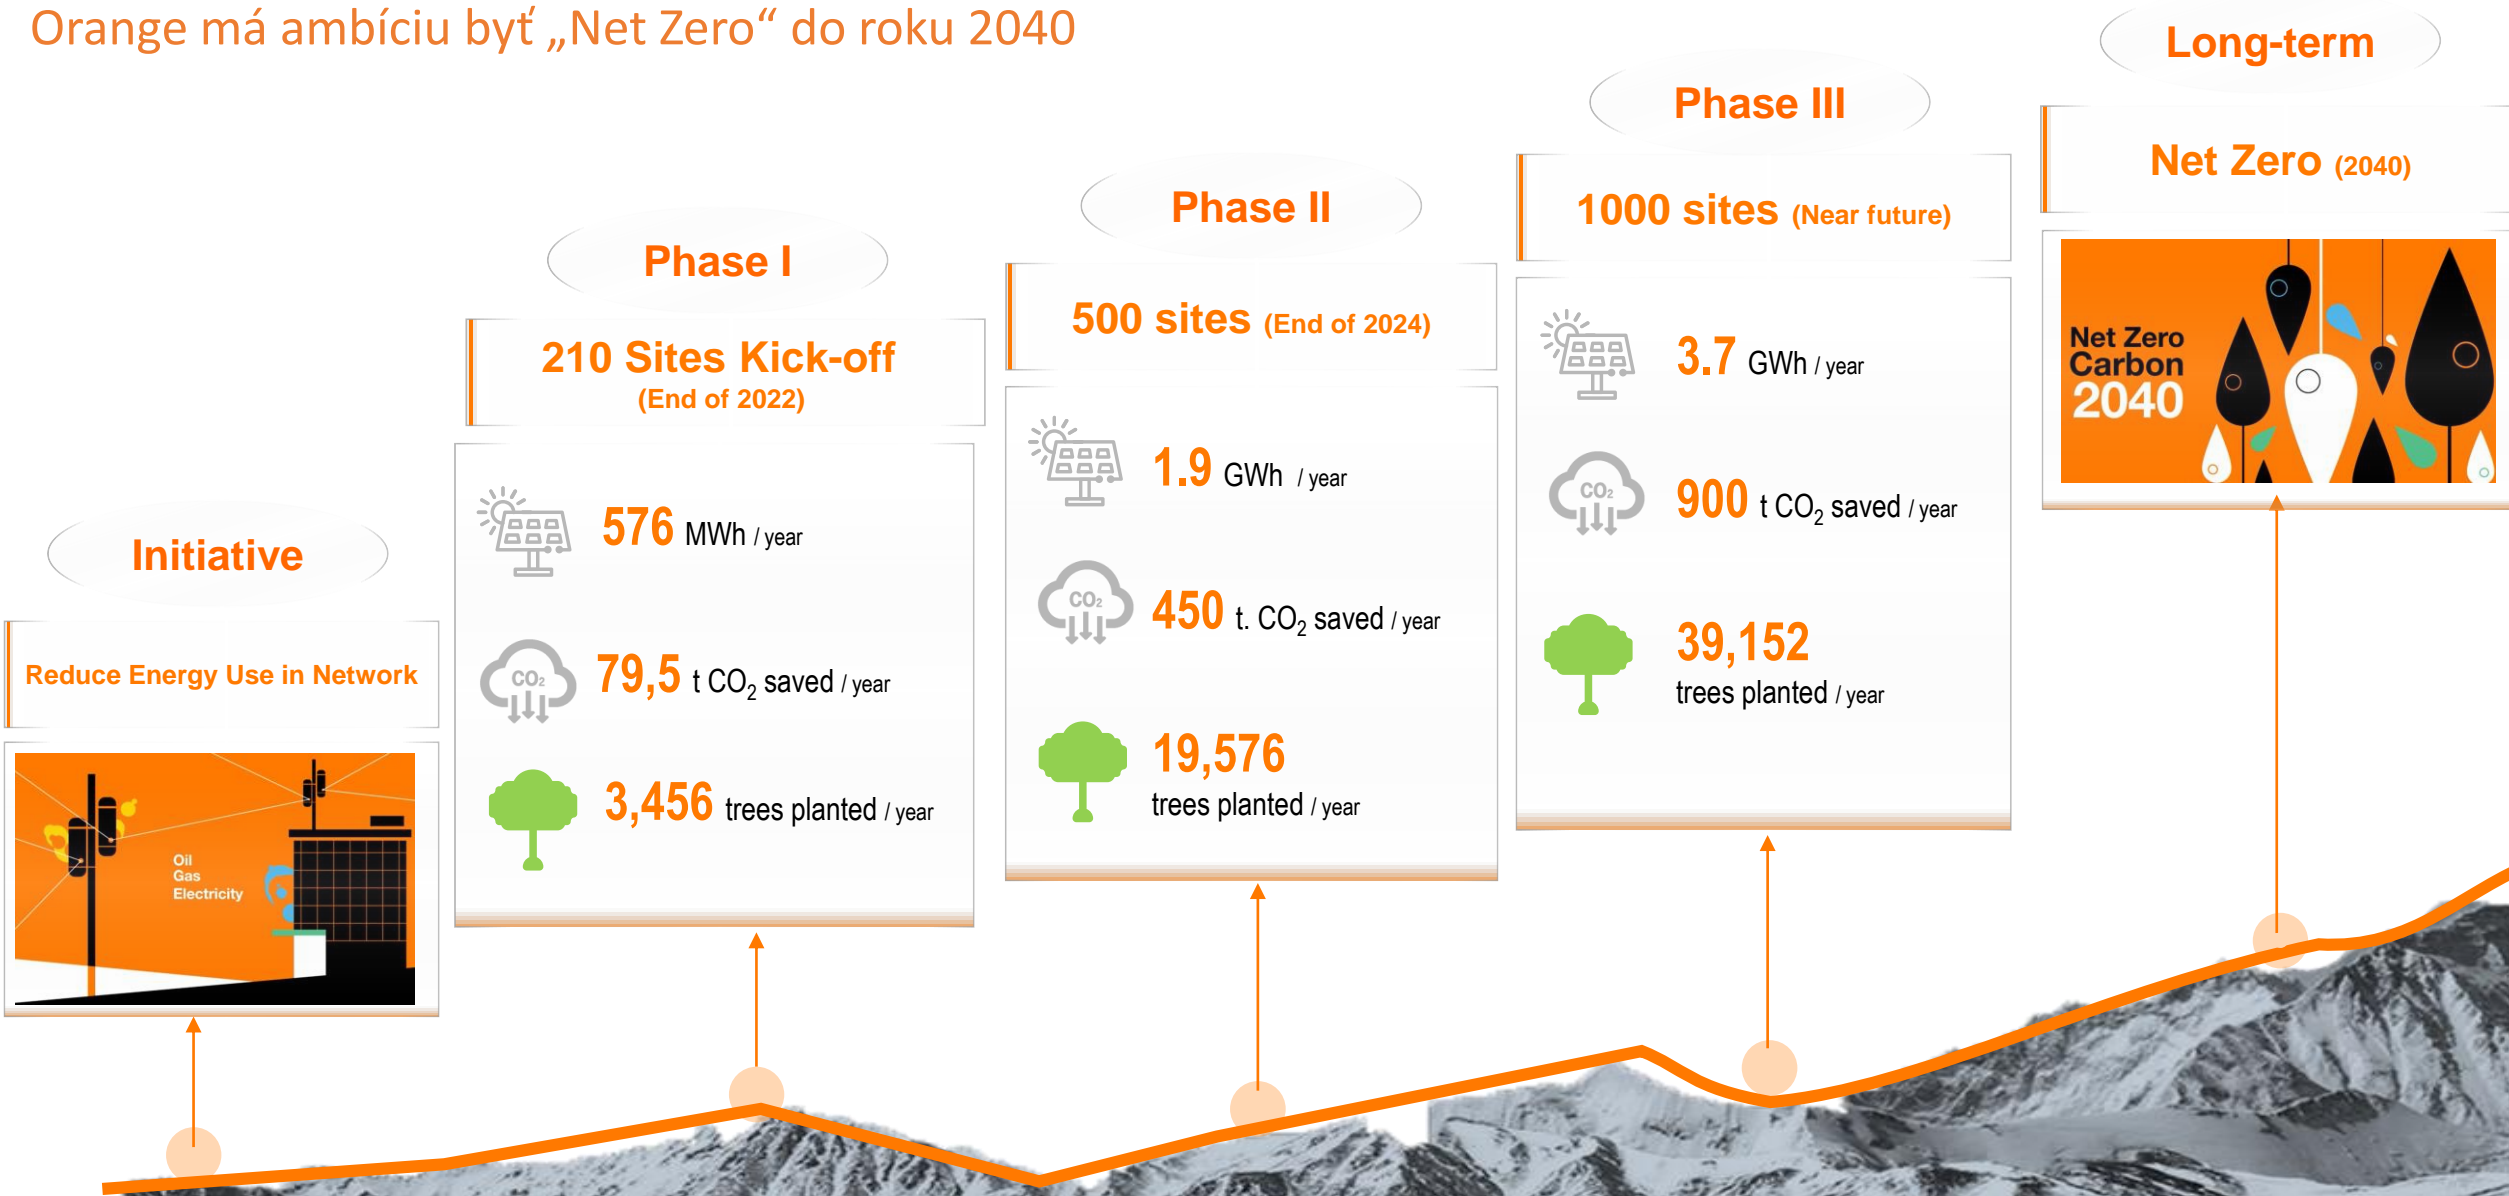 Orange má ambíciu byť „Net Zero“ do roku 2040
Initiative
Reduce Energy Use in Network
Oil
Gas
Electricity
Phase I
210 Sites Kick-off
(End of 2022)
576 MWh / year
CO₂
79,5 t CO₂ saved / year
3,456 trees planted / year
Phase II
500 sites (End of 2024)
1.9 GWh / year
CO₂
450 t. CO₂ saved / year
19,576
trees planted / year
Phase III
1000 sites (Near future)
3.7 GWh / year
CO₂
900 t CO₂ saved / year
39,152
trees planted / year
Long-term
Net Zero (2040)
Net Zero
Carbon
2040